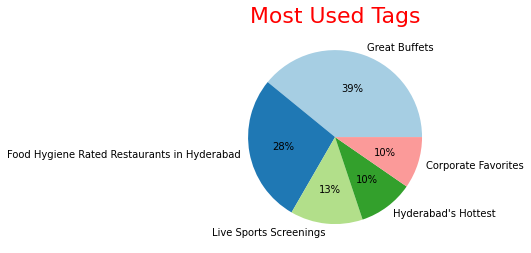 Most Used Tags
Great Buffets
39%
Food Hygiene Rated Restaurants in Hyderabad
28%
Live Sports Screenings
13%
Hyderabad's Hottest
10%
Corporate Favorites
10%